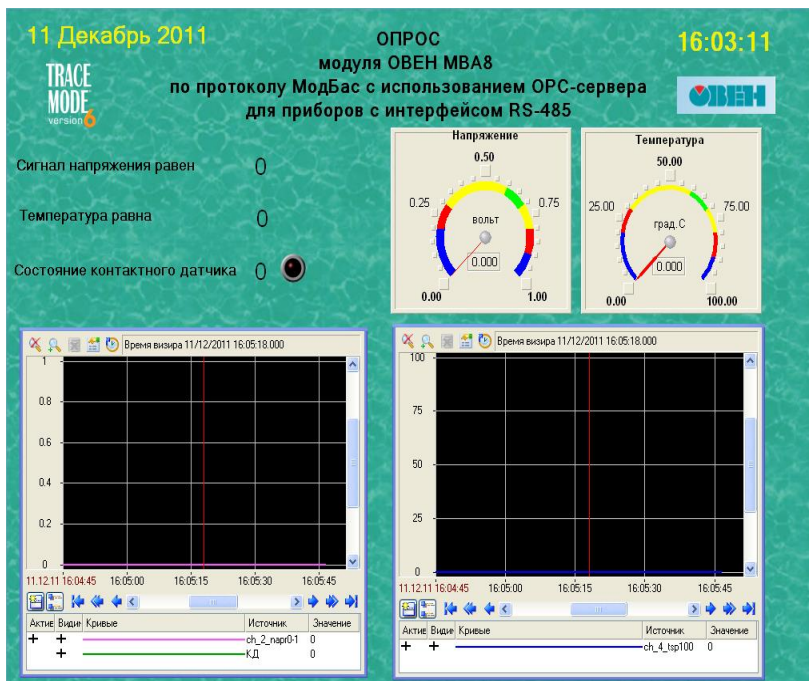 11 Декабрь 2011
ОПРОС
16:03:11
модуля ОВЕН МВА8
по протоколу МодБас с использованием ОРС-сервера
для приборов с интерфейсом RS-485
TRACE
MODE
version 6
ОВЕН
Сигнал напряжения равен 0
Температура равна 0
Состояние контактного датчика 0
Напряжение
0.50
0.25
0.75
вольт
0.000
0.00
1.00
Температура
50.00
25.00
75.00
град.С
0.000
0.00
100.00
Время визира 11/12/2011 16:05:18.000
1
0.8
0.6
0.4
0.2
0
11.12.11 16:04:45 16:05:00 16:05:15 16:05:30 16:05:45
Актив Видим Кривые Источник Значение
+ + ch_2_napr0-1 0
+ КД 0
Время визира 11/12/2011 16:05:18.000
100
75
50
25
0
11.12.11 16:04:45 16:05:00 16:05:15 16:05:30 16:05:45
Актив Видим Кривые Источник Значение
+ + ch_4_tsp100 0